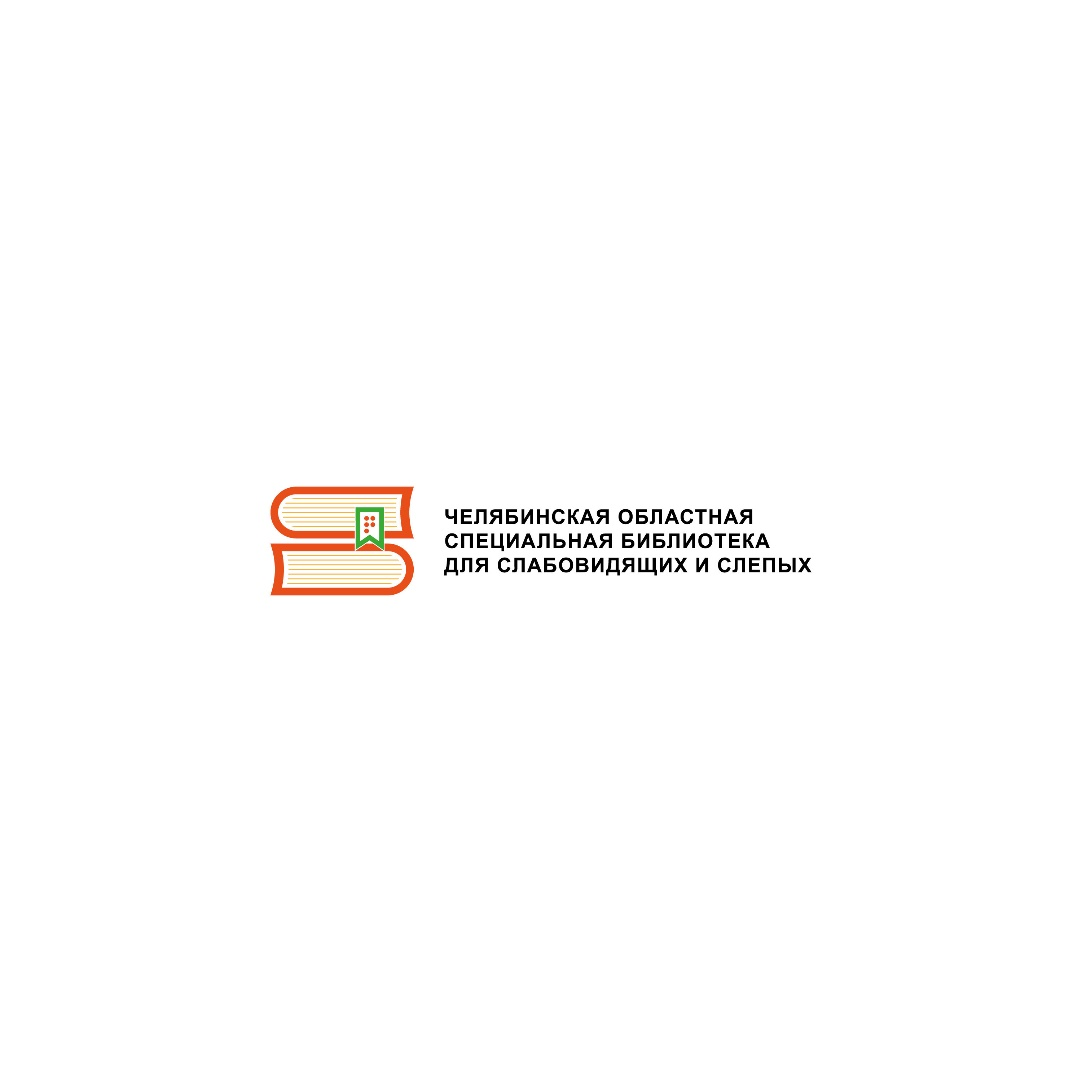 ЧЕЛЯБИНСКАЯ ОБЛАСТНАЯ
СПЕЦИАЛЬНАЯ БИБЛИОТЕКА
ДЛЯ СЛАБОВИДЯЩИХ И СЛЕПЫХ